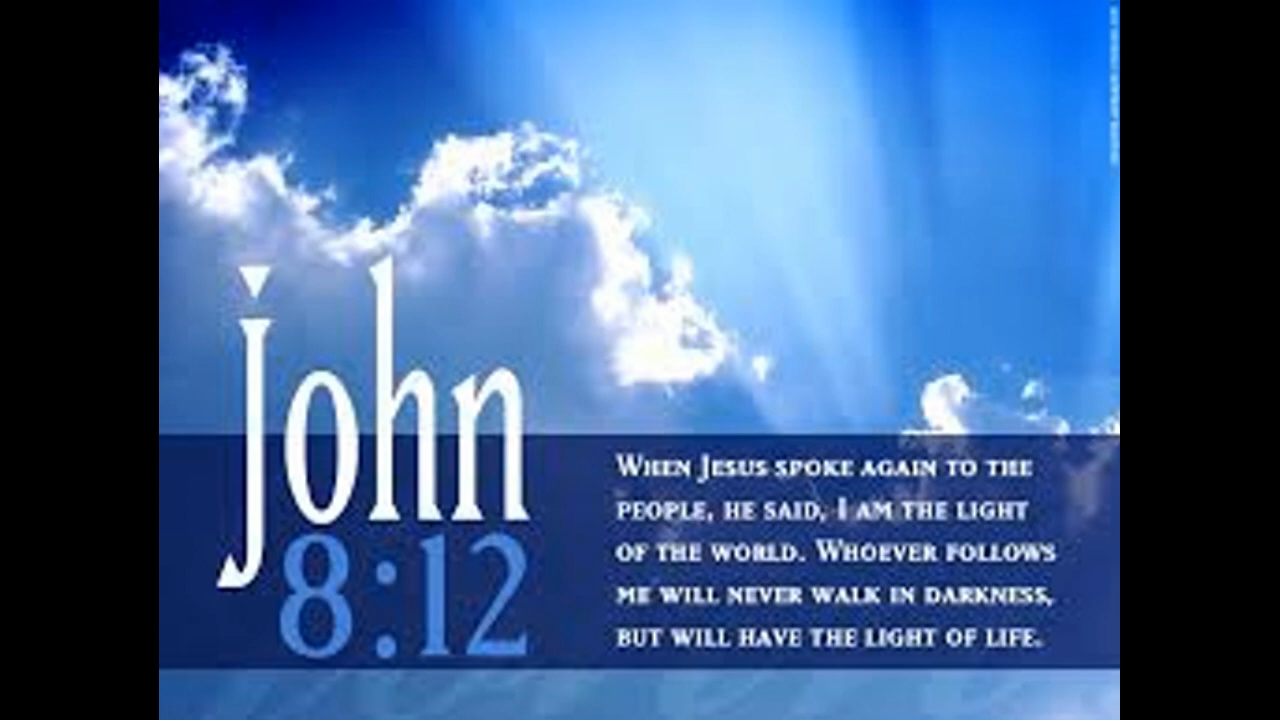 john
8:12
When Jesus spoke again to the
people, he said, I am the light
of the world. Whoever follows
me will never walk in darkness,
but will have the light of life.